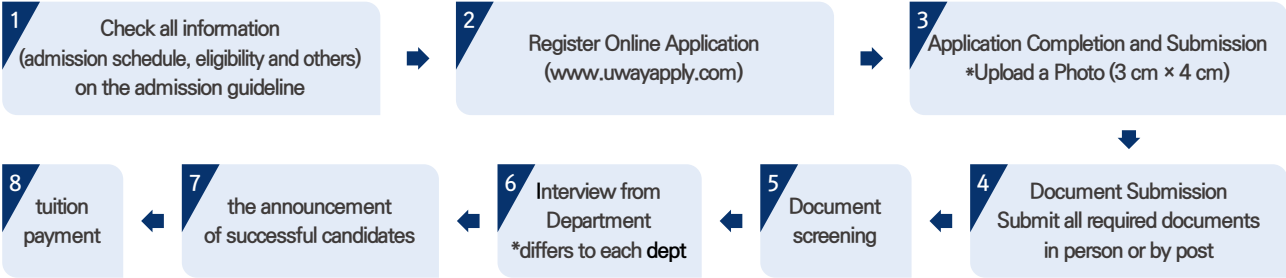 1
Check all information
(admission schedule, eligibility and others)
on the admission guideline
2
Register Online Application
(www.uwayapply.com)
3
Application Completion and Submission
*Upload a Photo (3 cm × 4 cm)
4
Document Submission
Submit all required documents
in person or by post
5
Document
screening
6
Interview from
Department
*differs to each dept
7
the announcement
of successful candidates
8
tuition
payment